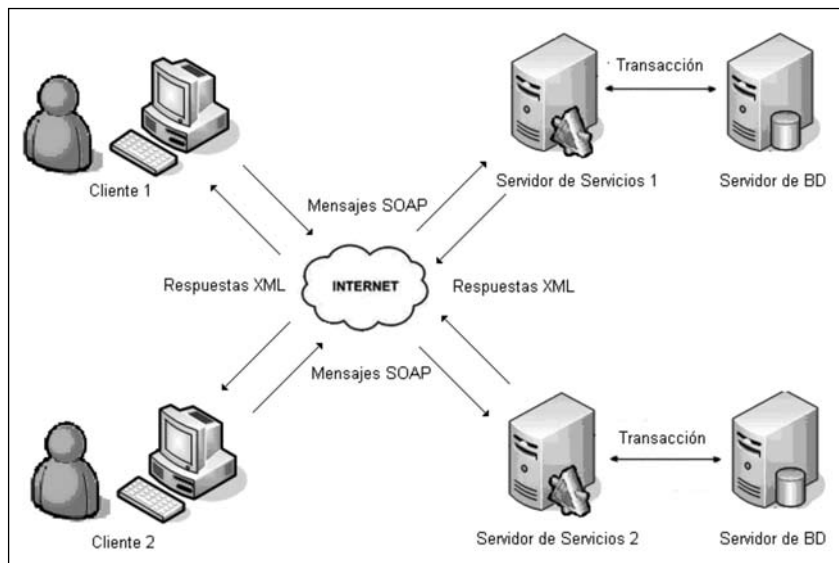 Transacción
Cliente 1
Servidor de Servicios 1
Servidor de BD
Mensajes SOAP
Respuestas XML
INTERNET
Respuestas XML
Mensajes SOAP
Transacción
Cliente 2
Servidor de Servicios 2
Servidor de BD